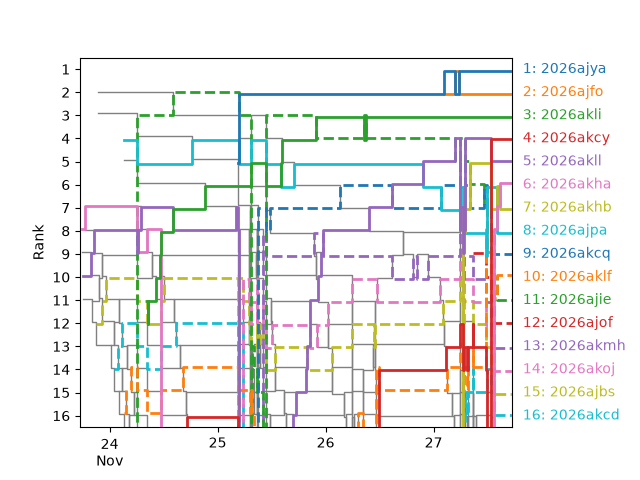 1
2
3
4
5
6
7
8
9
10
11
12
13
14
15
16
Rank
24
25
26
27
Nov
1: 2026ajya
2: 2026ajfo
3: 2026akli
4: 2026akcy
5: 2026akll
6: 2026akha
7: 2026akhb
8: 2026ajpa
9: 2026akcq
10: 2026aklf
11: 2026ajie
12: 2026ajof
13: 2026akmh
14: 2026akoj
15: 2026ajbs
16: 2026akcd